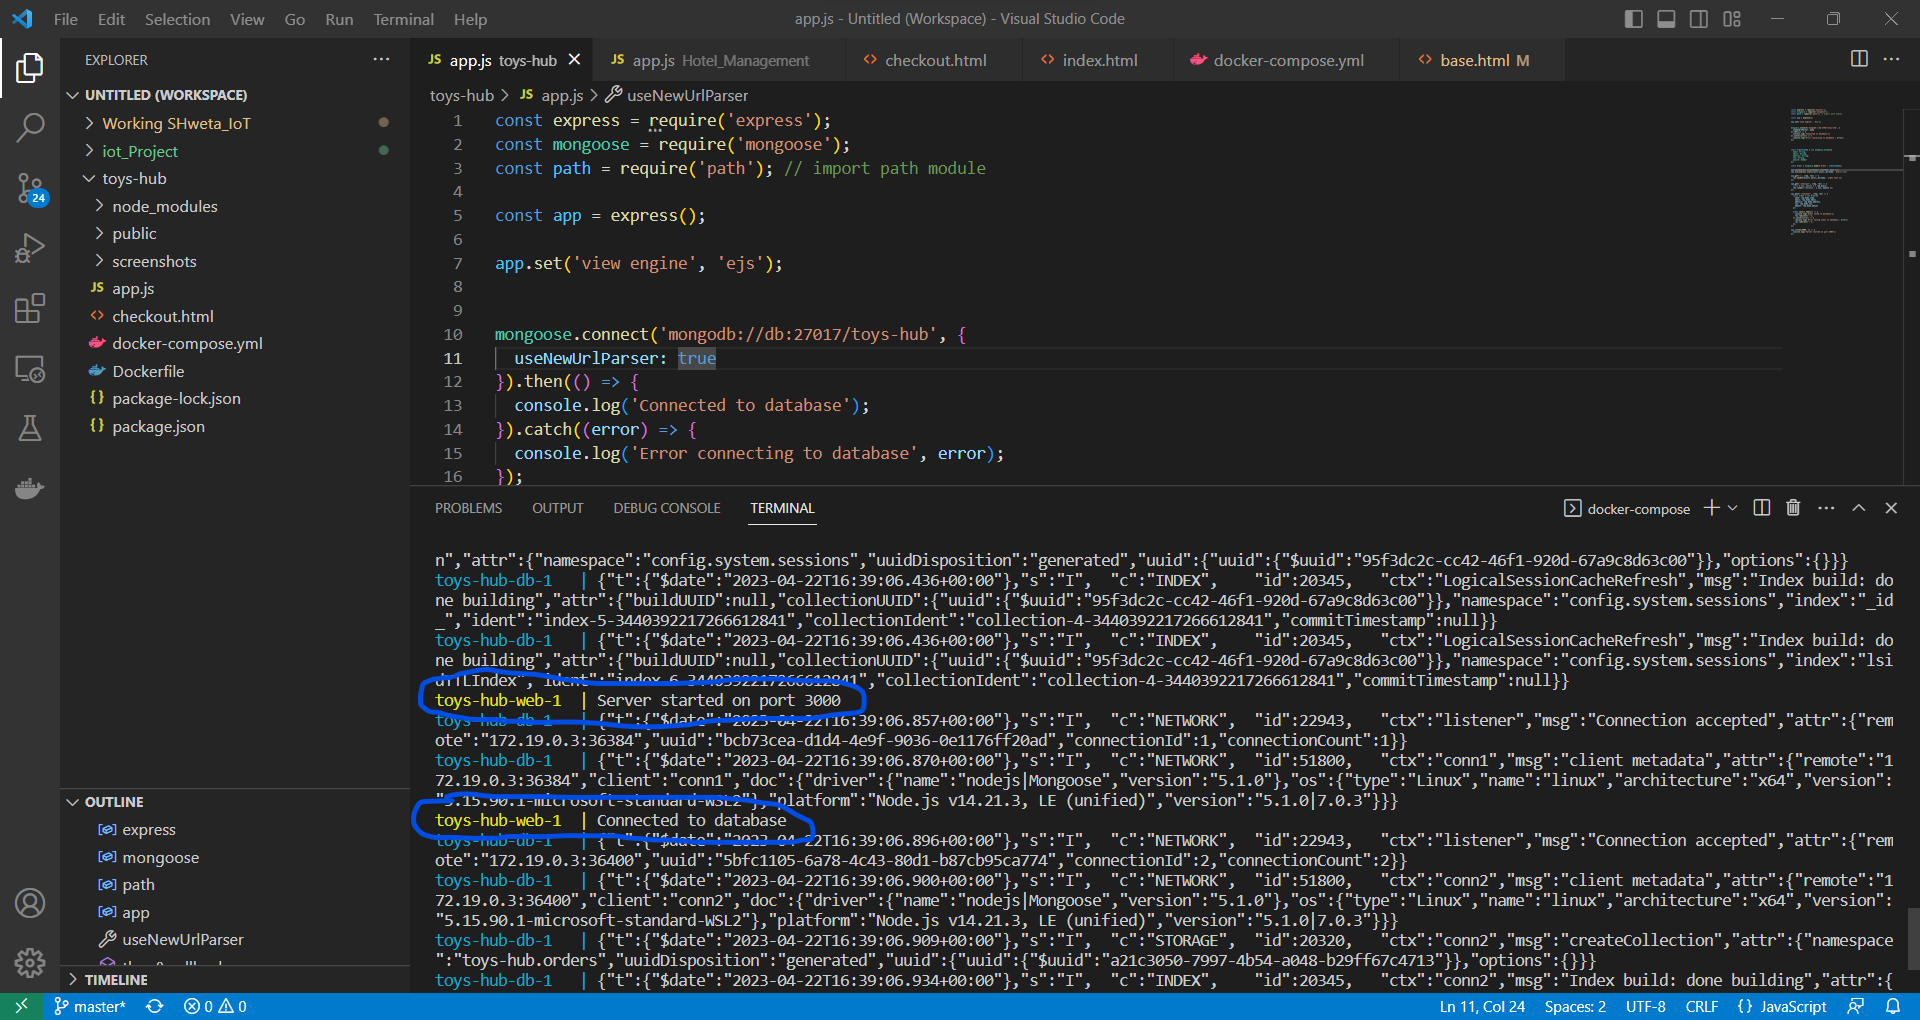 File Edit Selection View Go Run Terminal Help
app.js - Untitled (Workspace) - Visual Studio Code
EXPLORER
JS app.js toys-hub
JS app.js Hotel_Management
checkout.html
index.html
docker-compose.yml
base.html M
UNTITLED (WORKSPACE)
Working SHweta_IoT
iot_Project
toys-hub
node_modules
public
screenshots
JS app.js
checkout.html
docker-compose.yml
Dockerfile
{} package-lock.json
{} package.json
24
toys-hub > JS app.js > useNewUrlParser
1 const express = require('express');
2 const mongoose = require('mongoose');
3 const path = require('path'); // import path module
4
5 const app = express();
6
7 app.set('view engine', 'ejs');
8
9
10 mongoose.connect('mongodb://db:27017/toys-hub', {
11 useNewUrlParser: true
12 }).then(() => {
13 console.log('Connected to database');
14 }).catch((error) => {
15 console.log('Error connecting to database', error);
16 });
PROBLEMS OUTPUT DEBUG CONSOLE TERMINAL
docker-compose
n","attr":{"namespace":"config.system.sessions","uuidDisposition":"generated","uuid":{"uuid":{"$uuid":"95f3dc2c-cc42-46f1-920d-67a9c8d63c00"}},"options":{}}}
toys-hub-db-1 | {"t":{"$date":"2023-04-22T16:39:06.436+00:00"},"s":"I", "c":"INDEX", "id":20345, "ctx":"LogicalSessionCacheRefresh","msg":"Index build: do
ne building","attr":{"buildUUID":null,"collectionUUID":{"uuid":{"$uuid":"95f3dc2c-cc42-46f1-920d-67a9c8d63c00"}},"namespace":"config.system.sessions","index":"_id
_","ident":"index-5-3440392217266612841","collectionIdent":"collection-4-3440392217266612841","commitTimestamp":null}}
toys-hub-db-1 | {"t":{"$date":"2023-04-22T16:39:06.436+00:00"},"s":"I", "c":"INDEX", "id":20345, "ctx":"LogicalSessionCacheRefresh","msg":"Index build: do
ne building","attr":{"buildUUID":null,"collectionUUID":{"uuid":{"$uuid":"95f3dc2c-cc42-46f1-920d-67a9c8d63c00"}},"namespace":"config.system.sessions","index":"lsi
dTTLIndex","ident":"index-6-3440392217266612841","collectionIdent":"collection-4-3440392217266612841","commitTimestamp":null}}
toys-hub-web-1 | Server started on port 3000
toys-hub-db-1 | {"t":{"$date":"2023-04-22T16:39:06.857+00:00"},"s":"I", "c":"NETWORK", "id":22943, "ctx":"listener","msg":"Connection accepted","attr":{"rem
ote":"172.19.0.3:36384","uuid":"bcb73cea-d1d4-4e9f-9036-0e1176ff20ad","connectionId":1,"connectionCount":1}}
toys-hub-db-1 | {"t":{"$date":"2023-04-22T16:39:06.870+00:00"},"s":"I", "c":"NETWORK", "id":51800, "ctx":"conn1","msg":"client metadata","attr":{"remote":"1
72.19.0.3:36384","client":"conn1","doc":{"driver":{"name":"nodejs|Mongoose","version":"5.1.0"},"os":{"type":"Linux","name":"linux","architecture":"x64","version":
"5.15.90.1-microsoft-standard-WSL2"},"platform":"Node.js v14.21.3, LE (unified)","version":"5.1.0|7.0.3"}}}
toys-hub-web-1 | Connected to database
toys-hub-db-1 | {"t":{"$date":"2023-04-22T16:39:06.896+00:00"},"s":"I", "c":"NETWORK", "id":22943, "ctx":"listener","msg":"Connection accepted","attr":{"rem
ote":"172.19.0.3:36400","uuid":"5bfc1105-6a78-4c43-80d1-b87cb95ca774","connectionId":2,"connectionCount":2}}
toys-hub-db-1 | {"t":{"$date":"2023-04-22T16:39:06.900+00:00"},"s":"I", "c":"NETWORK", "id":51800, "ctx":"conn2","msg":"client metadata","attr":{"remote":"1
72.19.0.3:36400","client":"conn2","doc":{"driver":{"name":"nodejs|Mongoose","version":"5.1.0"},"os":{"type":"Linux","name":"linux","architecture":"x64","version":
"5.15.90.1-microsoft-standard-WSL2"},"platform":"Node.js v14.21.3, LE (unified)","version":"5.1.0|7.0.3"}}}
toys-hub-db-1 | {"t":{"$date":"2023-04-22T16:39:06.909+00:00"},"s":"I", "c":"STORAGE", "id":20320, "ctx":"conn2","msg":"createCollection","attr":{"namespace
":"toys-hub.orders","uuidDisposition":"generated","uuid":{"uuid":{"$uuid":"a21c3050-7997-4b54-a048-b29ff67c4713"}},"options":{}}}
toys-hub-db-1 | {"t":{"$date":"2023-04-22T16:39:06.934+00:00"},"s":"I", "c":"INDEX", "id":20345, "ctx":"conn2","msg":"Index build: done building","attr":{
OUTLINE
express
mongoose
path
app
useNewUrlParser
TIMELINE
master* 0 0
Ln 11, Col 24 Spaces: 2 UTF-8 CRLF {} JavaScript